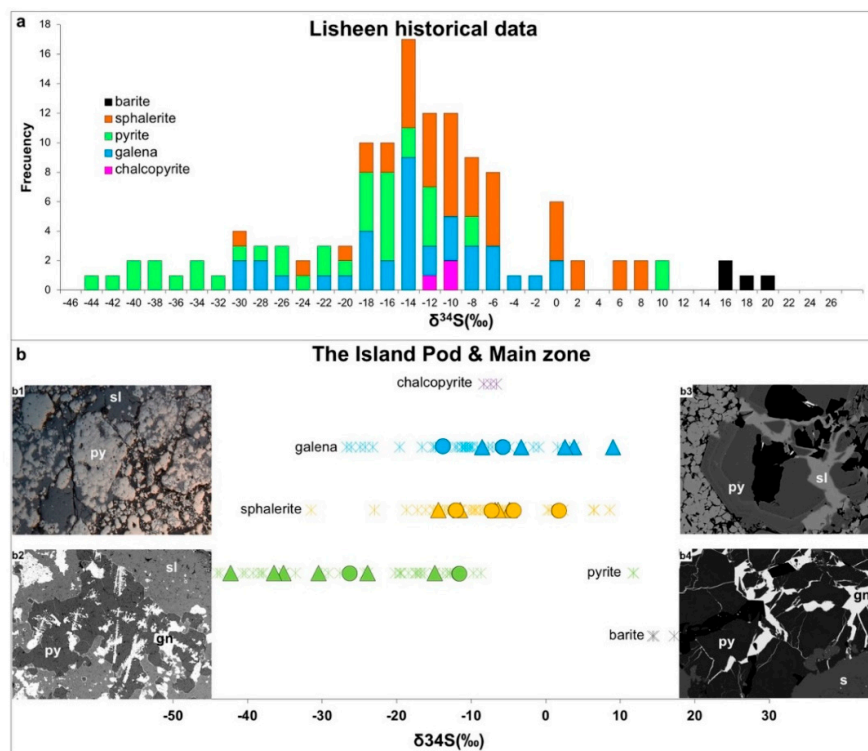 a
Lisheen historical data
18
16
14
12
10
8
6
4
2
0
Frecuency
barite
sphalerite
pyrite
galena
chalcopyrite
-46 -44 -42 -40 -38 -36 -34 -32 -30 -28 -26 -24 -22 -20 -18 -16 -14 -12 -10 -8 -6 -4 -2 0 2 4 6 8 10 12 14 16 18 20 22 24 26
δ³⁴S(‰)
b
The Island Pod & Main zone
b1
sl
py
b3
py
sl
chalcopyrite
galena
sphalerite
pyrite
barite
b2
sl
py
gn
b4
gn
py
s
-50 -40 -30 -20 -10 0 10 20 30
δ34S(‰)